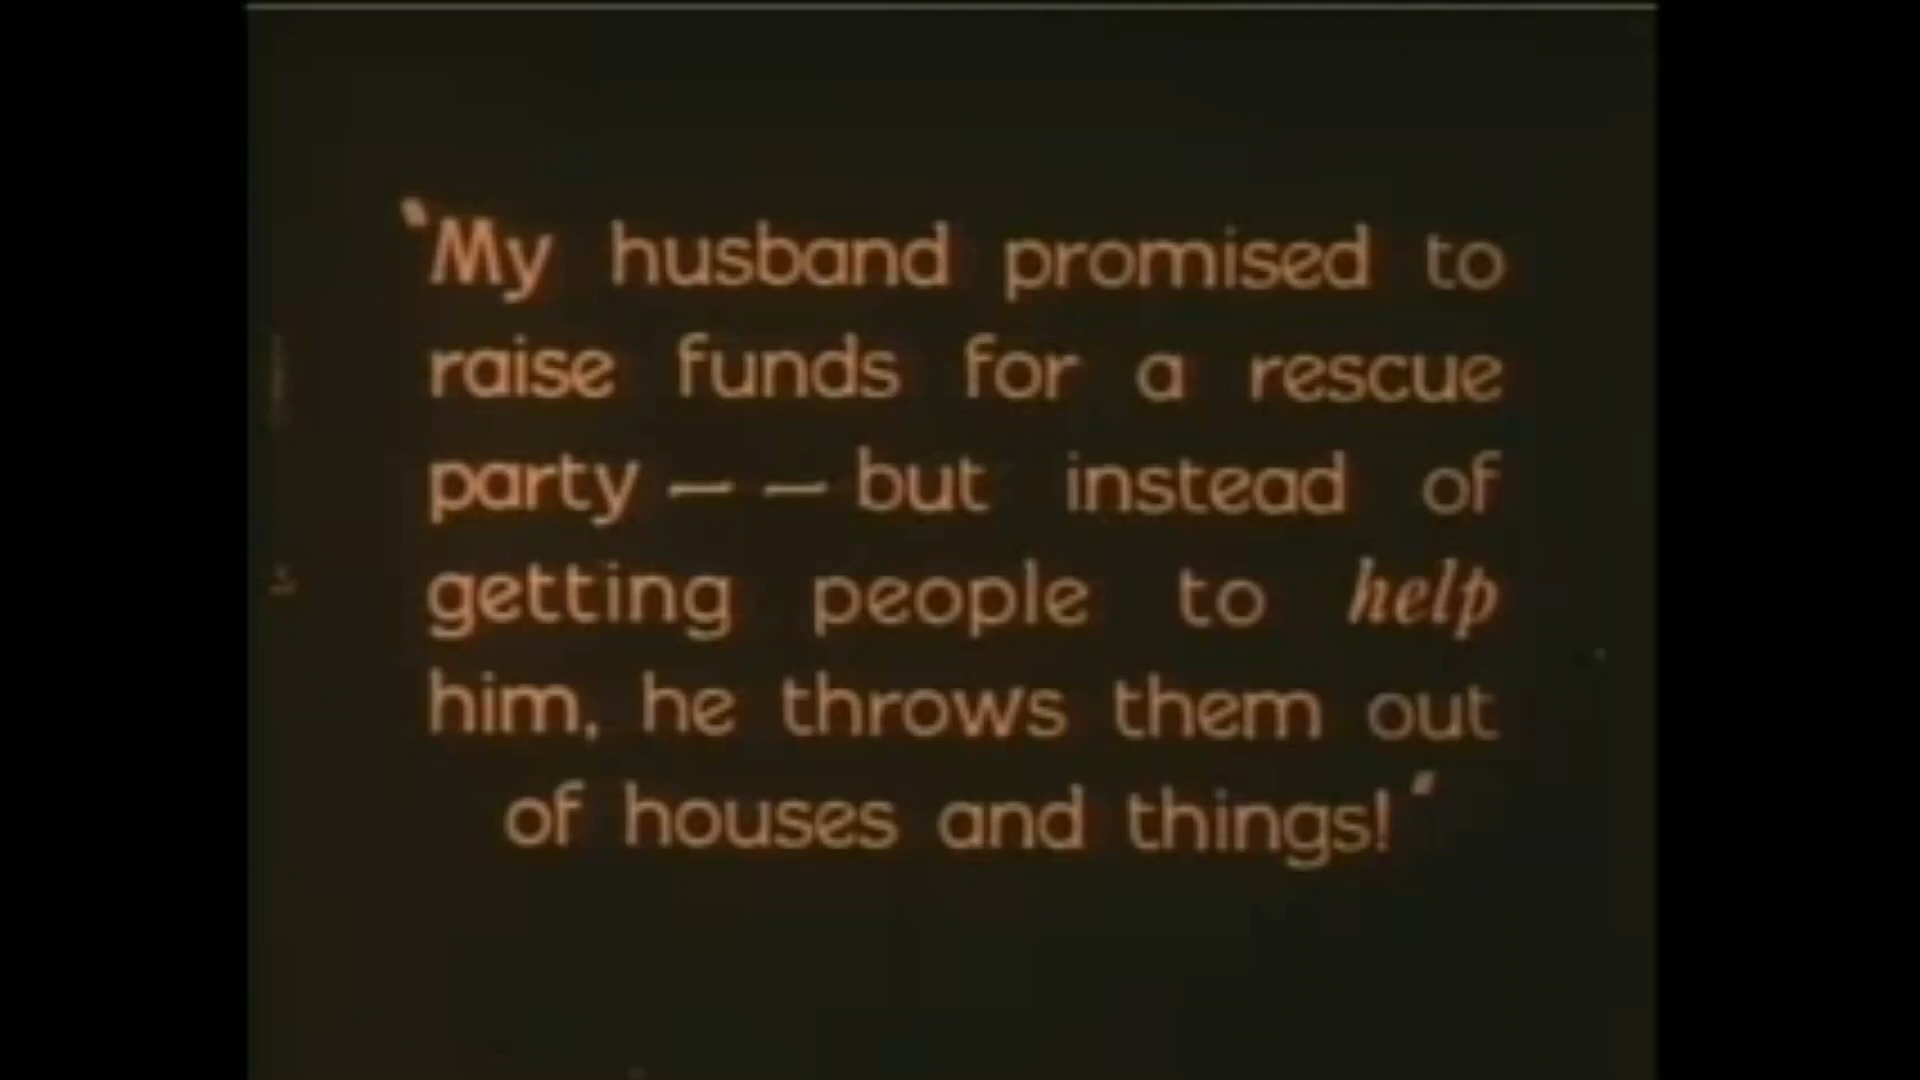 "My husband promised to
raise funds for a rescue
party — — but instead of
getting people to help
him, he throws them out
of houses and things!"